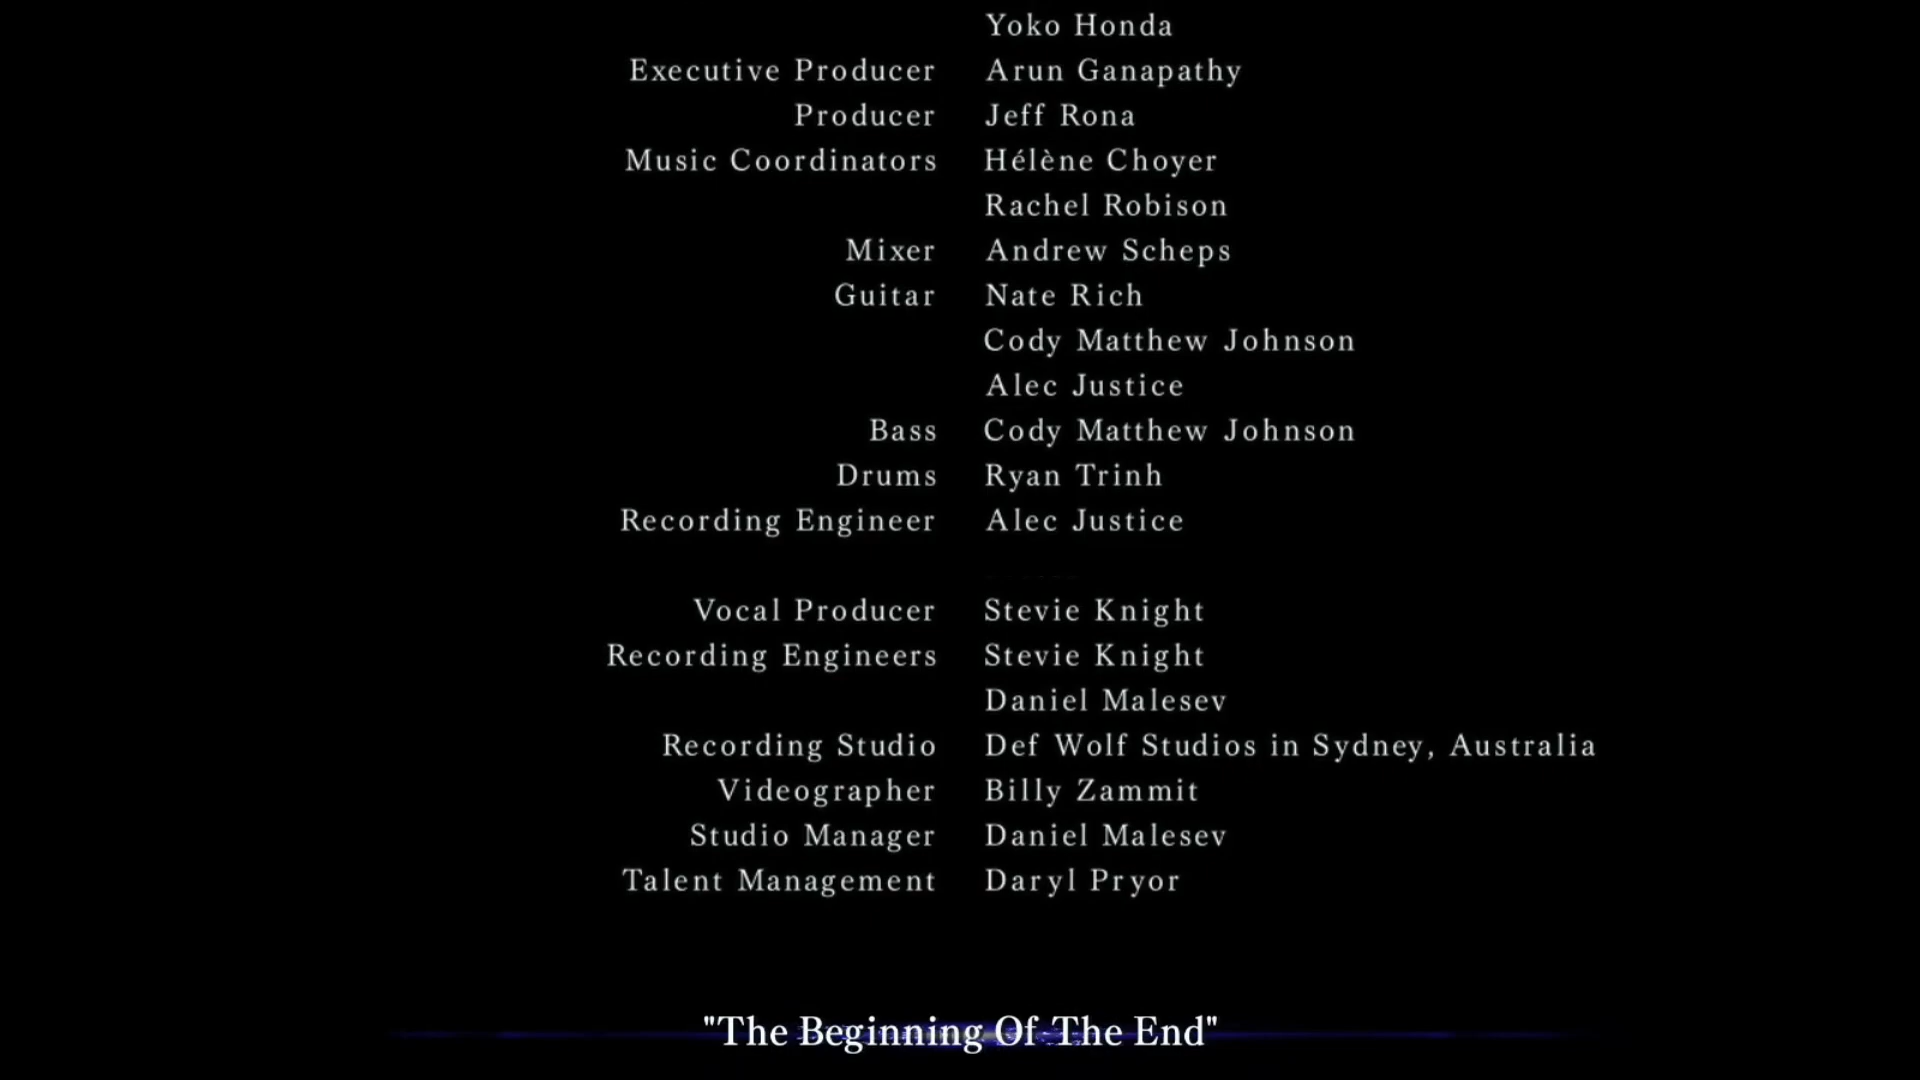 Yoko Honda
Executive Producer Arun Ganapathy
Producer Jeff Rona
Music Coordinators Hélène Choyer
Rachel Robison
Mixer Andrew Scheps
Guitar Nate Rich
Cody Matthew Johnson
Alec Justice
Bass Cody Matthew Johnson
Drums Ryan Trinh
Recording Engineer Alec Justice
Vocal Producer Stevie Knight
Recording Engineers Stevie Knight
Daniel Malesev
Recording Studio Def Wolf Studios in Sydney, Australia
Videographer Billy Zammit
Studio Manager Daniel Malesev
Talent Management Daryl Pryor
"The Beginning Of The End"